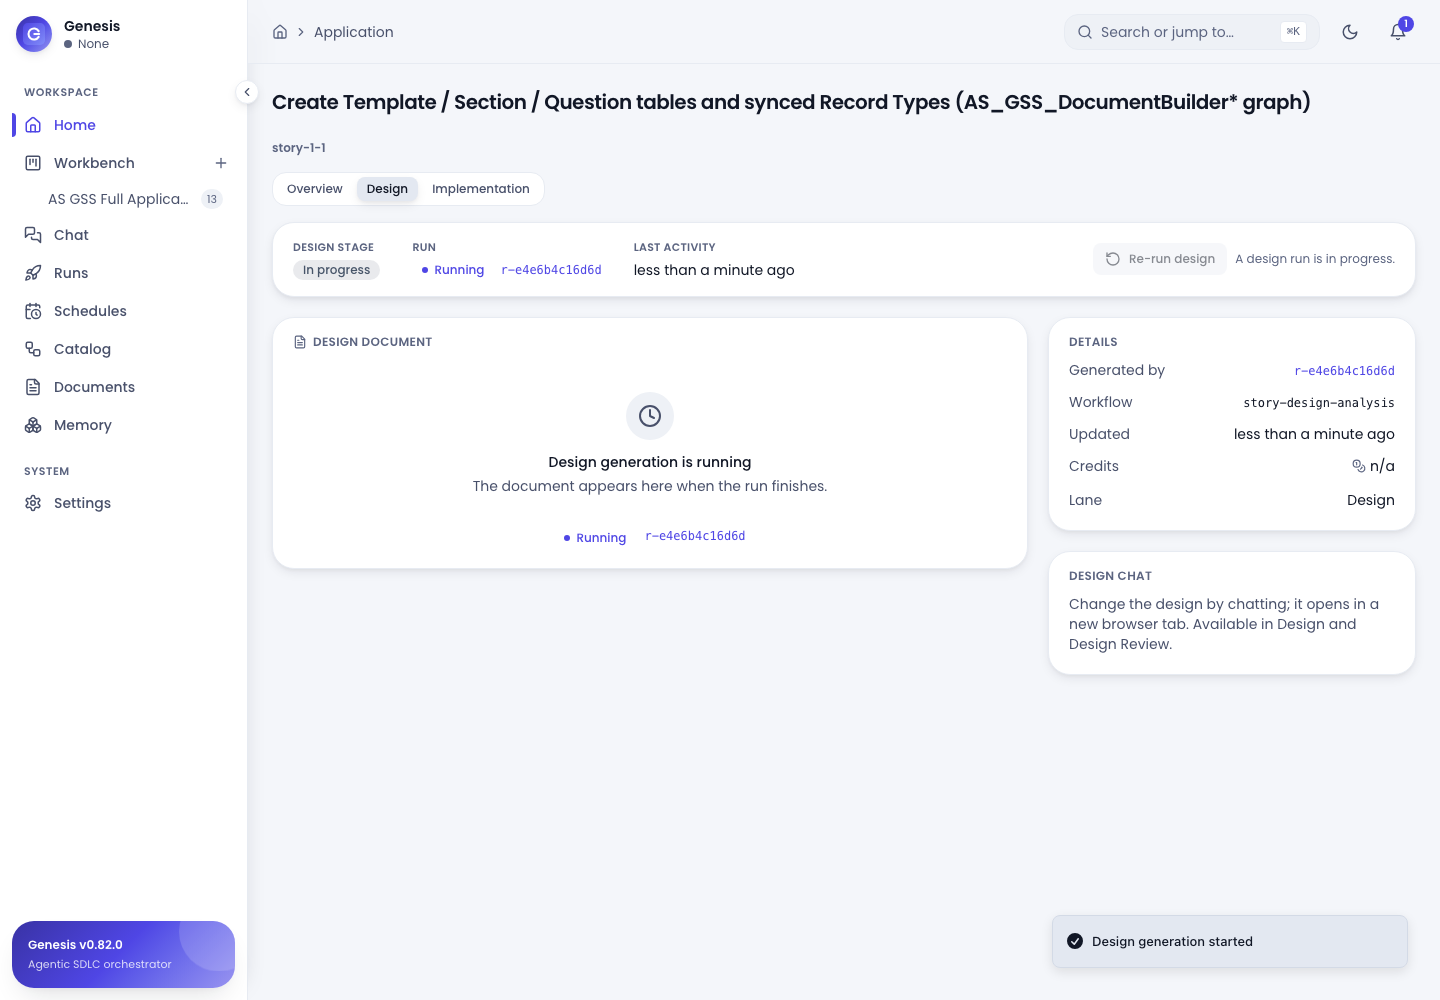 Genesis
None
WORKSPACE
Home
Workbench
AS GSS Full Applica...
13
Chat
Runs
Schedules
Catalog
Documents
Memory
SYSTEM
Settings
Genesis v0.82.0
Agentic SDLC orchestrator
Application
Search or jump to...
⌘K
1
Create Template / Section / Question tables and synced Record Types (AS_GSS_DocumentBuilder* graph)
story-1-1
Overview
Design
Implementation
DESIGN STAGE
In progress
RUN
Running r-e4e6b4c16d6d
LAST ACTIVITY
less than a minute ago
Re-run design
A design run is in progress.
DESIGN DOCUMENT
Design generation is running
The document appears here when the run finishes.
Running r-e4e6b4c16d6d
DETAILS
Generated by r-e4e6b4c16d6d
Workflow story-design-analysis
Updated less than a minute ago
Credits n/a
Lane Design
DESIGN CHAT
Change the design by chatting; it opens in a
new browser tab. Available in Design and
Design Review.
Design generation started